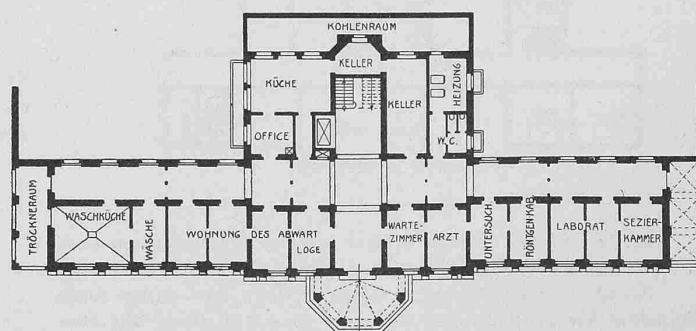 KOHLENRAUM
KELLER
KÜCHE
KELLER
HEIZUNG
OFFICE
W.C.
TRÖCKNERAUM
WASCHKÜCHE
WÄSCHE
WOHNUNG
DES
ABWART
LOGE
WARTE-
ZIMMER
ARZT
UNTERSUCH
RÖNTGEN-KAB.
LABORAT
SEZIER-
KAMMER